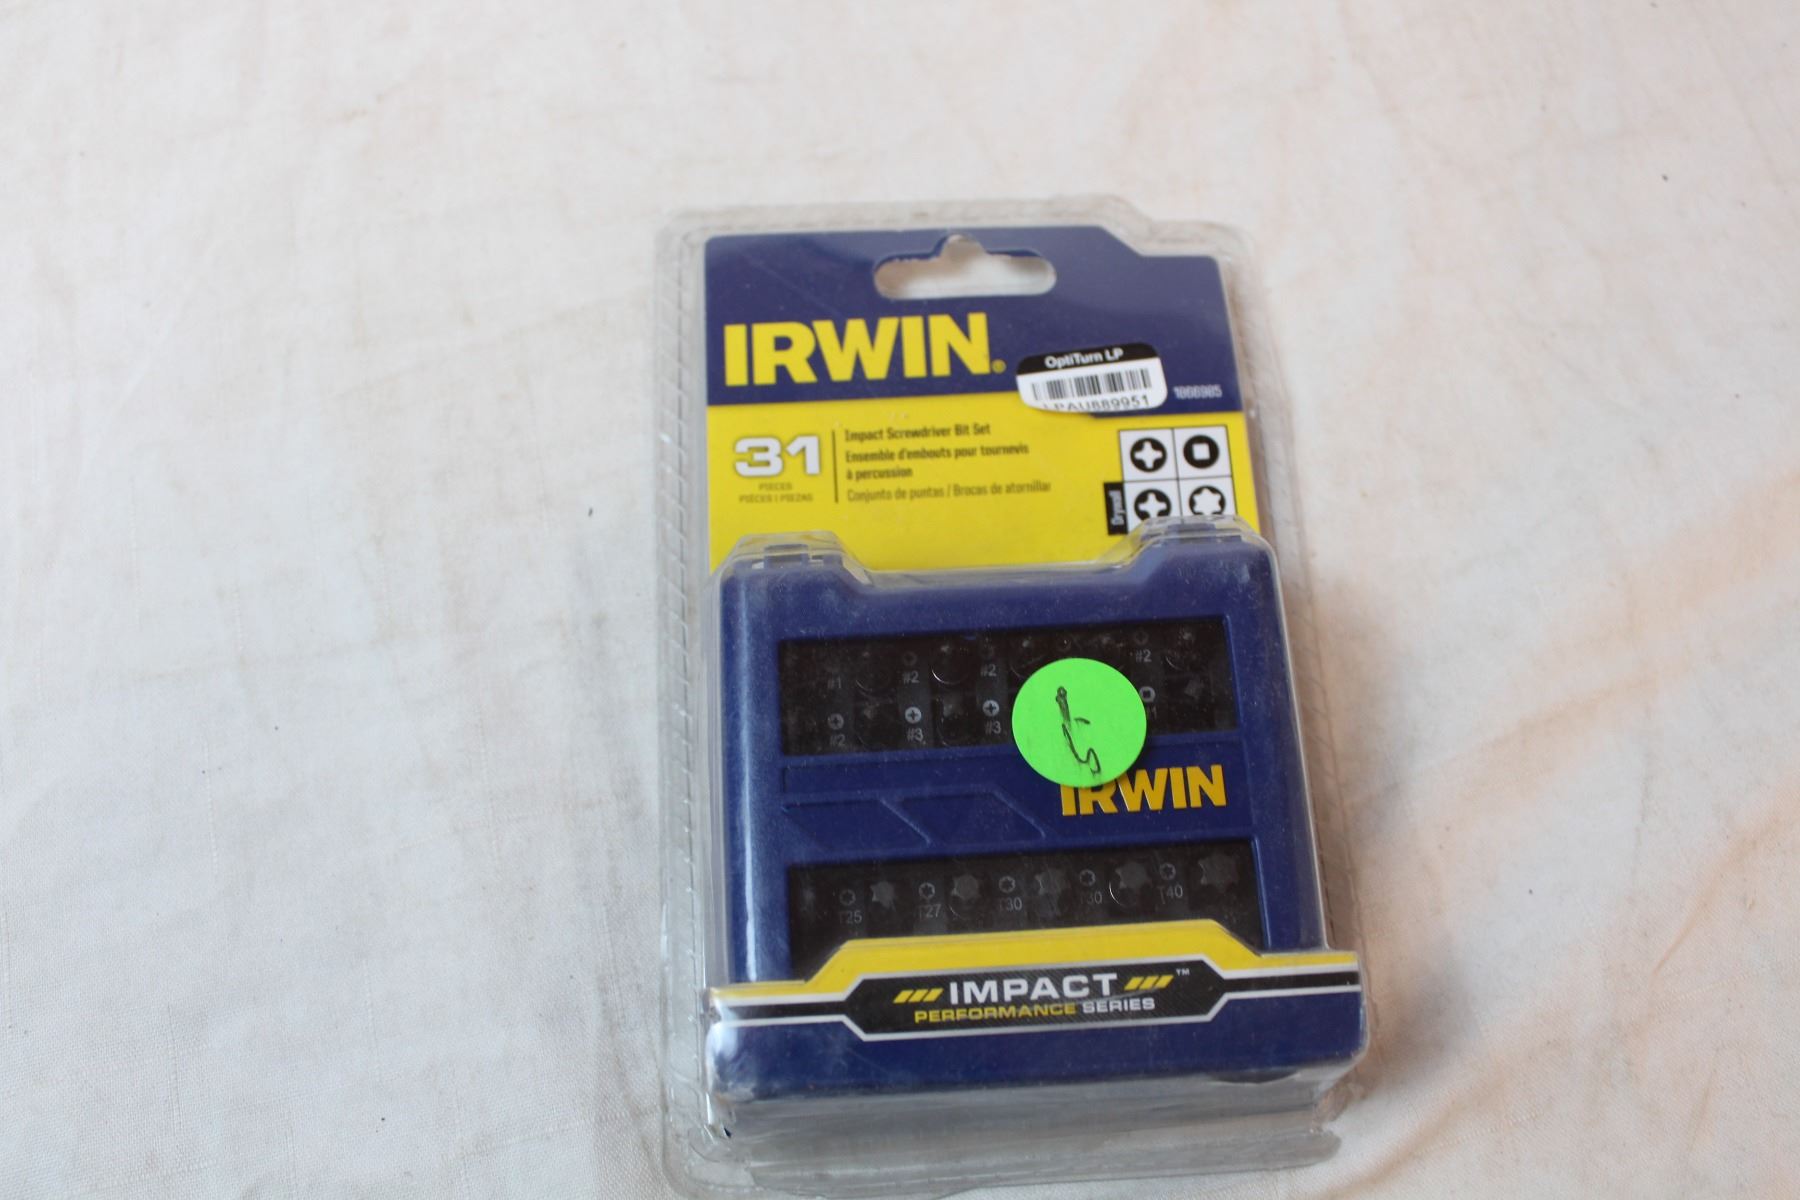 IRWIN®
OptiTurn LP
LPAU889951
1866985
31
PIECES
PIÈCES | PIEZAS
Impact Screwdriver Bit Set
Ensemble d'embouts pour tournevis
à percussion
Conjunto de puntas / Brocas de atornillar
Drywall
#1 #2 #2 #2
#2 #3 #3
IRWIN
T25 T27 T30 T30 T40
IMPACT™
PERFORMANCE SERIES